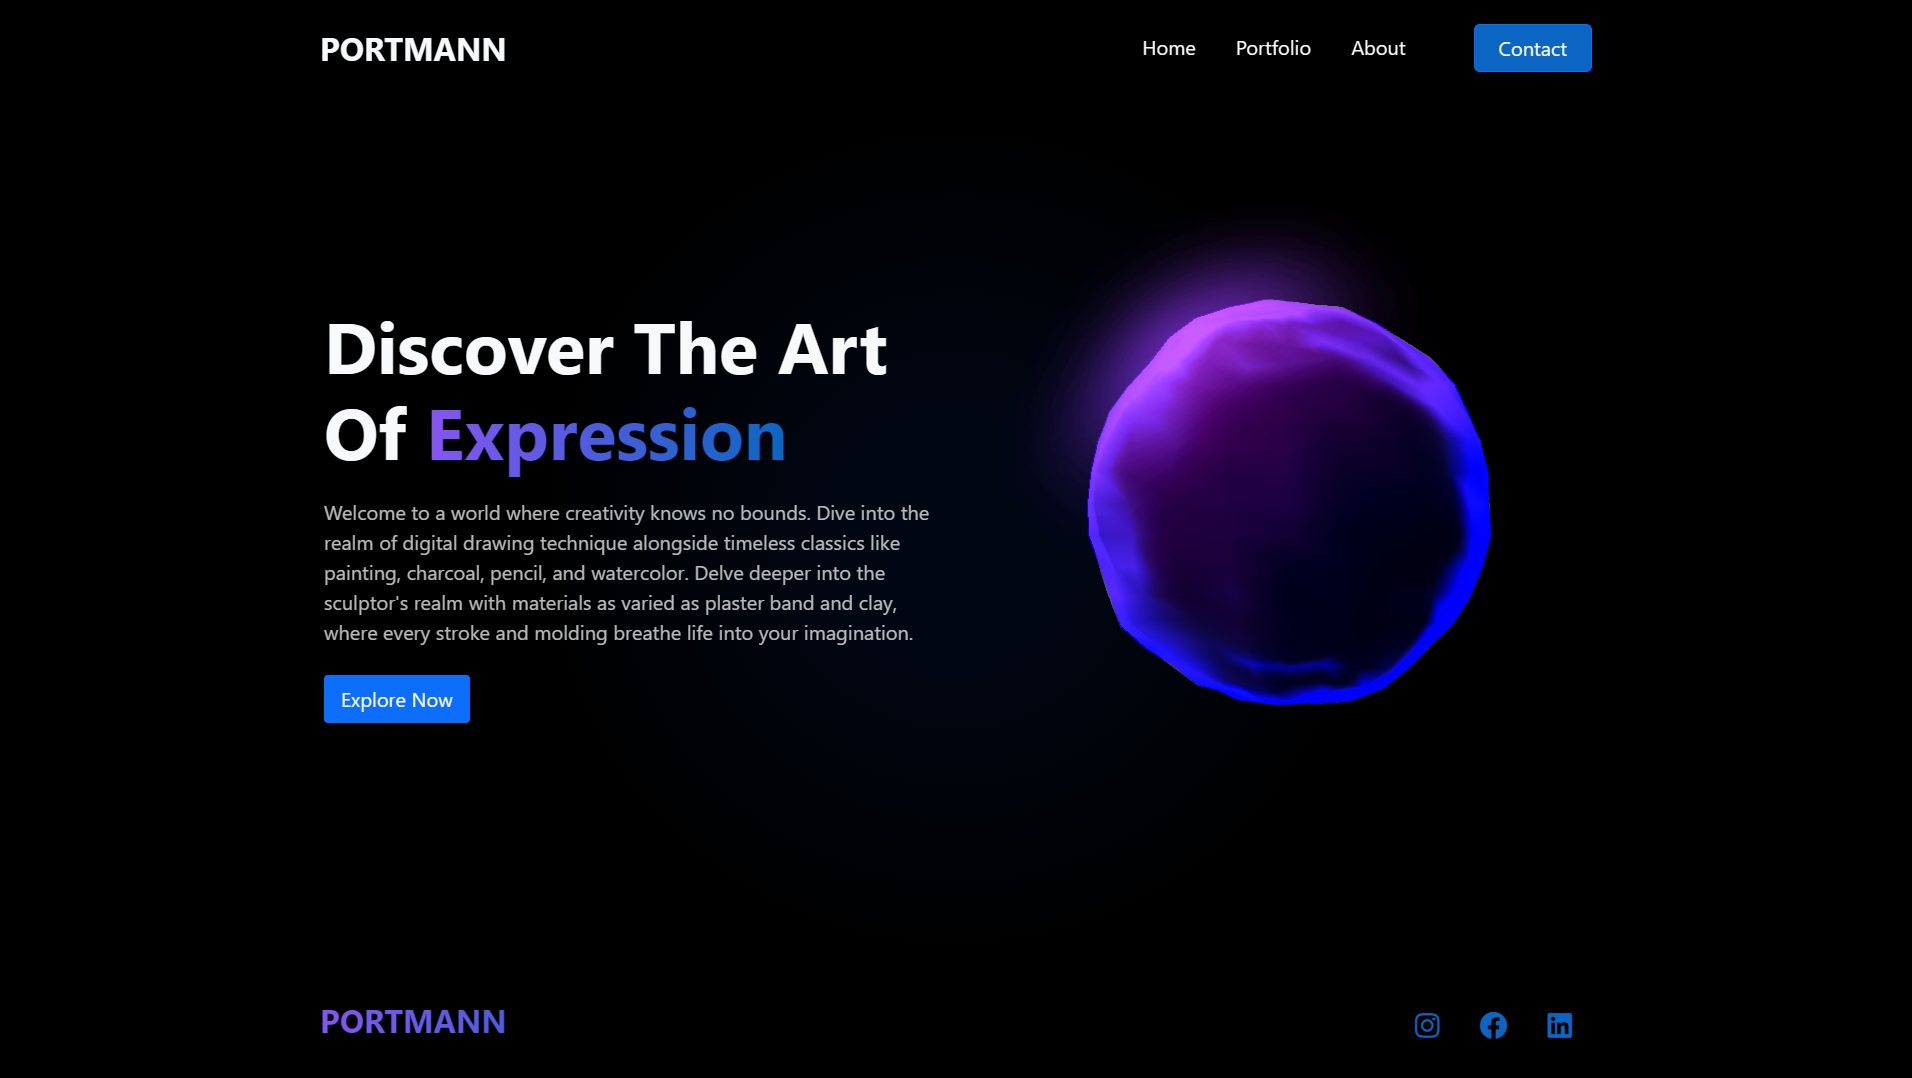 PORTMANN
Home
Portfolio
About
Contact
Discover The Art
Of Expression
Welcome to a world where creativity knows no bounds. Dive into the
realm of digital drawing technique alongside timeless classics like
painting, charcoal, pencil, and watercolor. Delve deeper into the
sculptor's realm with materials as varied as plaster band and clay,
where every stroke and molding breathe life into your imagination.
Explore Now
PORTMANN